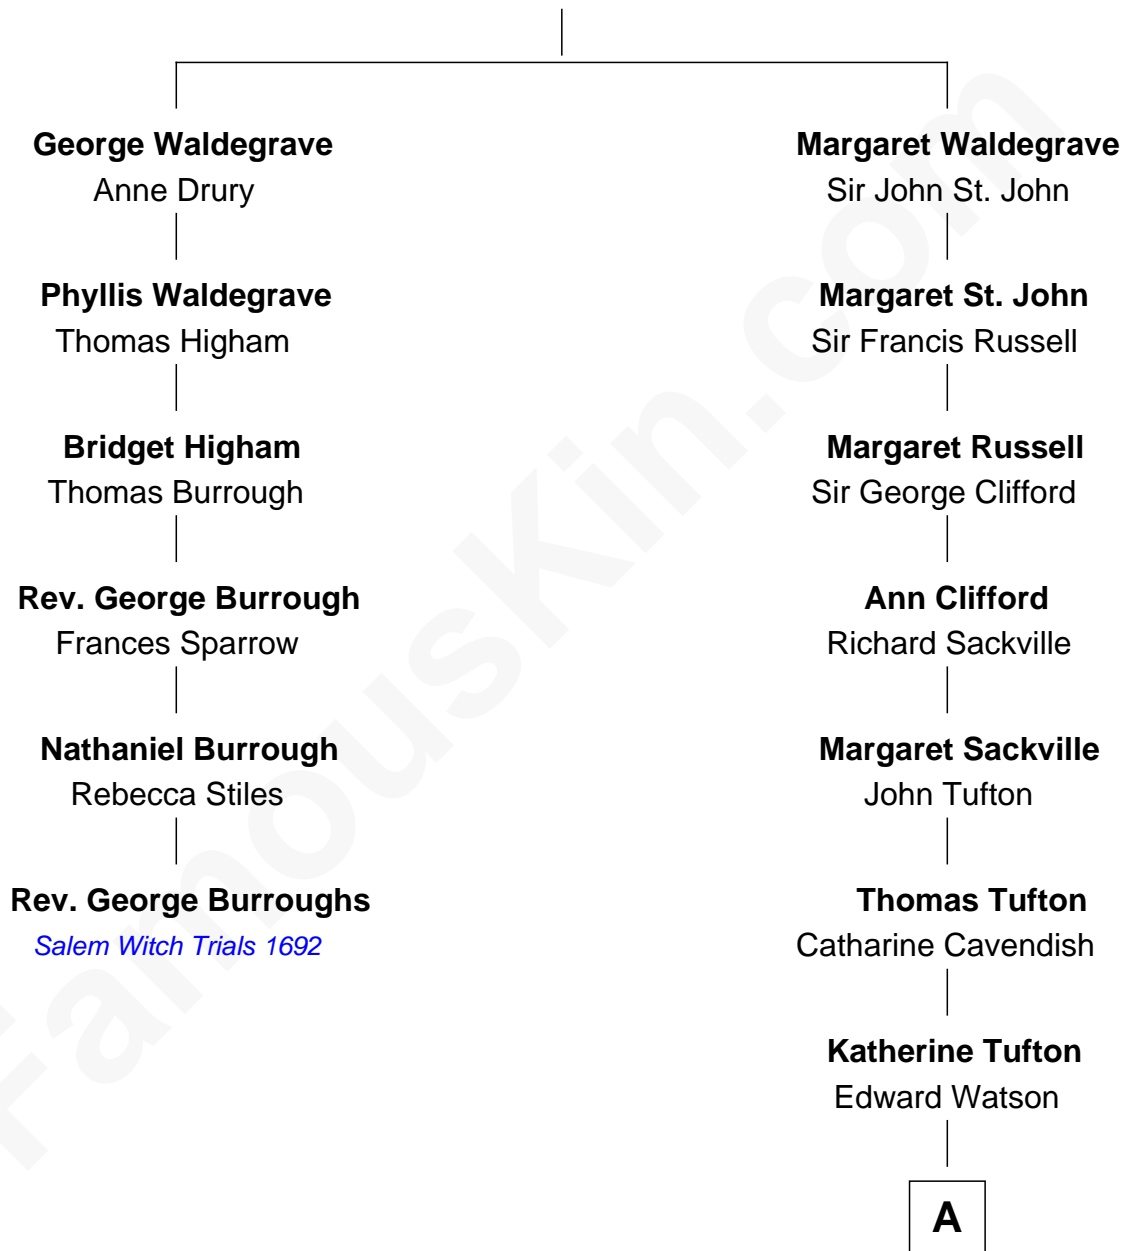 George Waldegrave
Anne Drury
Phyllis Waldegrave
Thomas Higham
Bridget Higham
Thomas Burrough
Rev. George Burrough
Frances Sparrow
Nathaniel Burrough
Rebecca Stiles
Rev. George Burroughs
Salem Witch Trials 1692
Margaret Waldegrave
Sir John St. John
Margaret St. John
Sir Francis Russell
Margaret Russell
Sir George Clifford
Ann Clifford
Richard Sackville
Margaret Sackville
John Tufton
Thomas Tufton
Catharine Cavendish
Katherine Tufton
Edward Watson
A
FamousKin.com